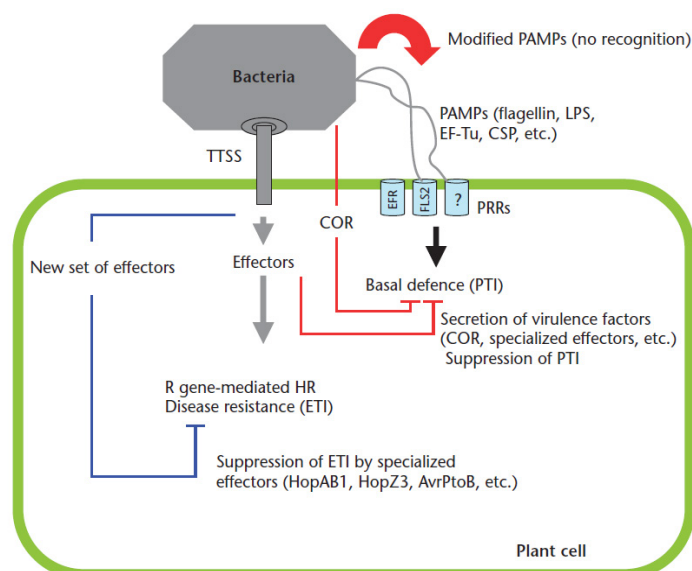 Modified PAMPs (no recognition)
Bacteria
PAMPs (flagellin, LPS,
EF-Tu, CSP, etc.)
TTSS
EFR
FLS2
?
PRRs
COR
New set of effectors
Effectors
Basal defence (PTI)
Secretion of virulence factors
(COR, specialized effectors, etc.)
Suppression of PTI
R gene-mediated HR
Disease resistance (ETI)
Suppression of ETI by specialized
effectors (HopAB1, HopZ3, AvrPtoB, etc.)
Plant cell